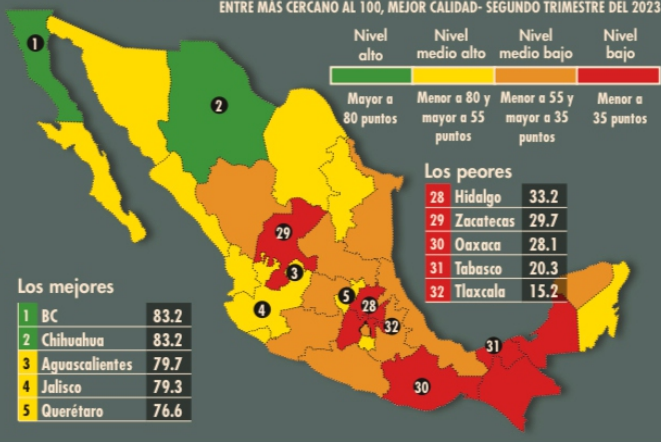 ENTRE MÁS CERCANO AL 100, MEJOR CALIDAD- SEGUNDO TRIMESTRE DEL 2023
Nivel alto
Mayor a 80 puntos
Nivel medio alto
Menor a 80 y mayor a 55 puntos
Nivel medio bajo
Menor a 55 y mayor a 35 puntos
Nivel bajo
Menor a 35 puntos
1
2
29
3
4
5
28
32
31
30
Los peores
28 Hidalgo 33.2
29 Zacatecas 29.7
30 Oaxaca 28.1
31 Tabasco 20.3
32 Tlaxcala 15.2
Los mejores
1 BC 83.2
2 Chihuahua 83.2
3 Aguascalientes 79.7
4 Jalisco 79.3
5 Querétaro 76.6